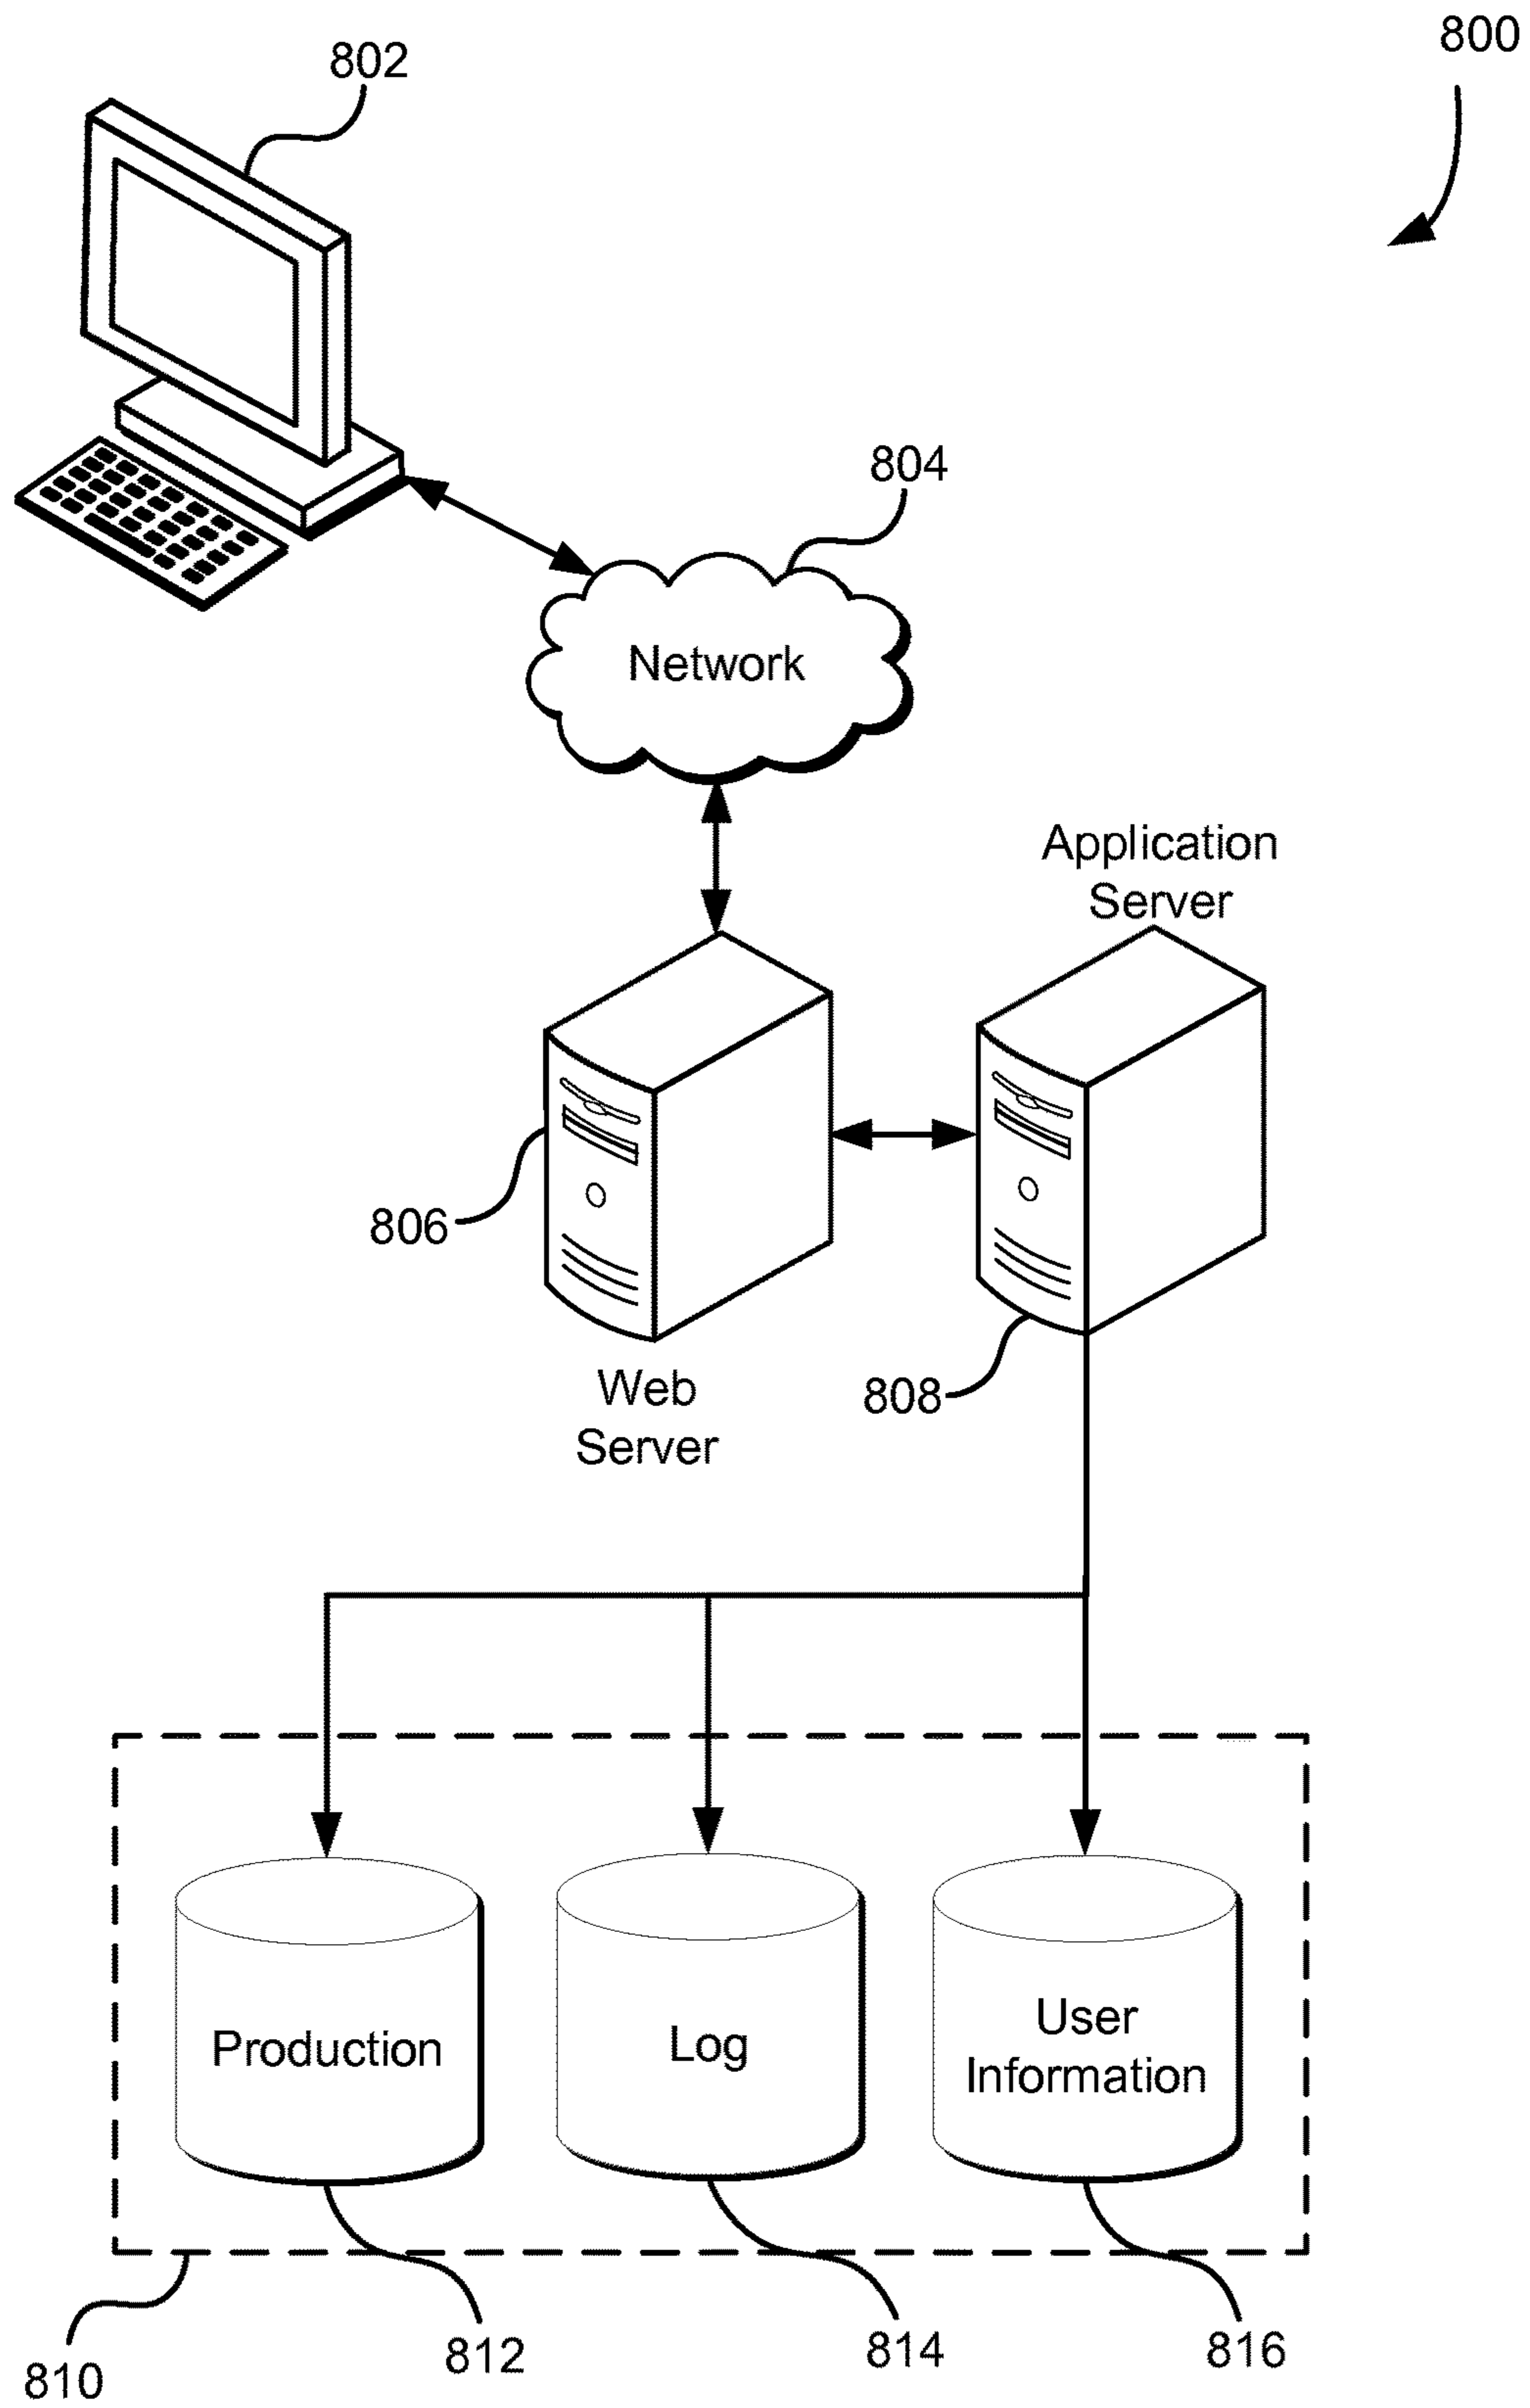 800
802
804
Network
Application
Server
806
Web
Server
808
Production
Log
User
Information
810
812
814
816